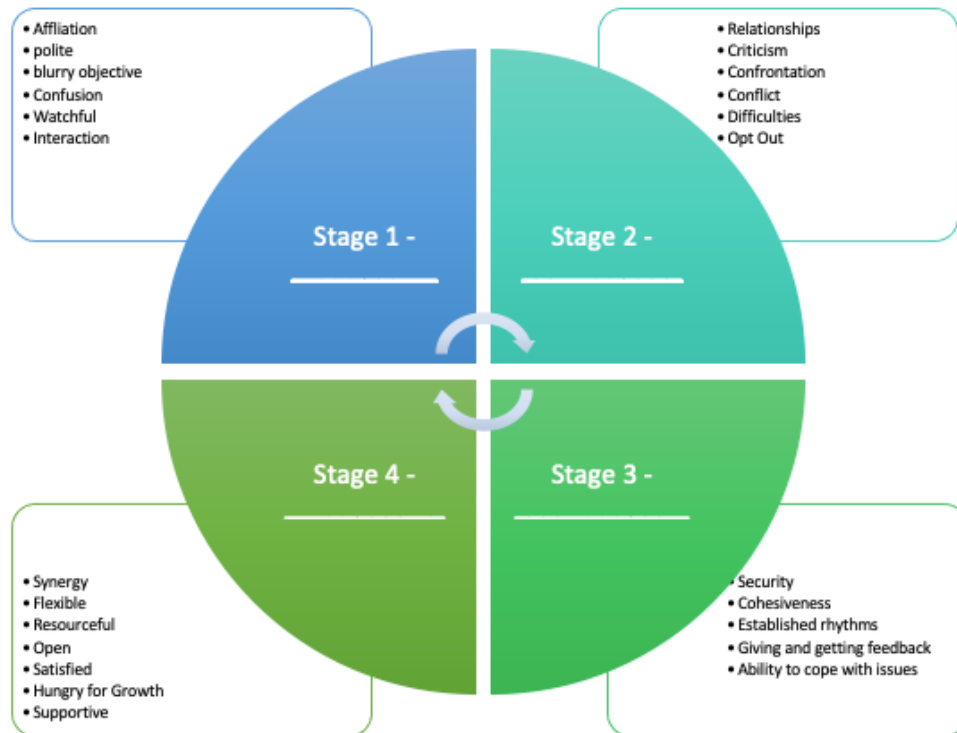 • Affliation
• polite
• blurry objective
• Confusion
• Watchful
• Interaction
• Relationships
• Criticism
• Confrontation
• Conflict
• Difficulties
• Opt Out
Stage 1 -
Stage 2 -
Stage 4 -
Stage 3 -
• Synergy
• Flexible
• Resourceful
• Open
• Satisfied
• Hungry for Growth
• Supportive
• Security
• Cohesiveness
• Established rhythms
• Giving and getting feedback
• Ability to cope with issues